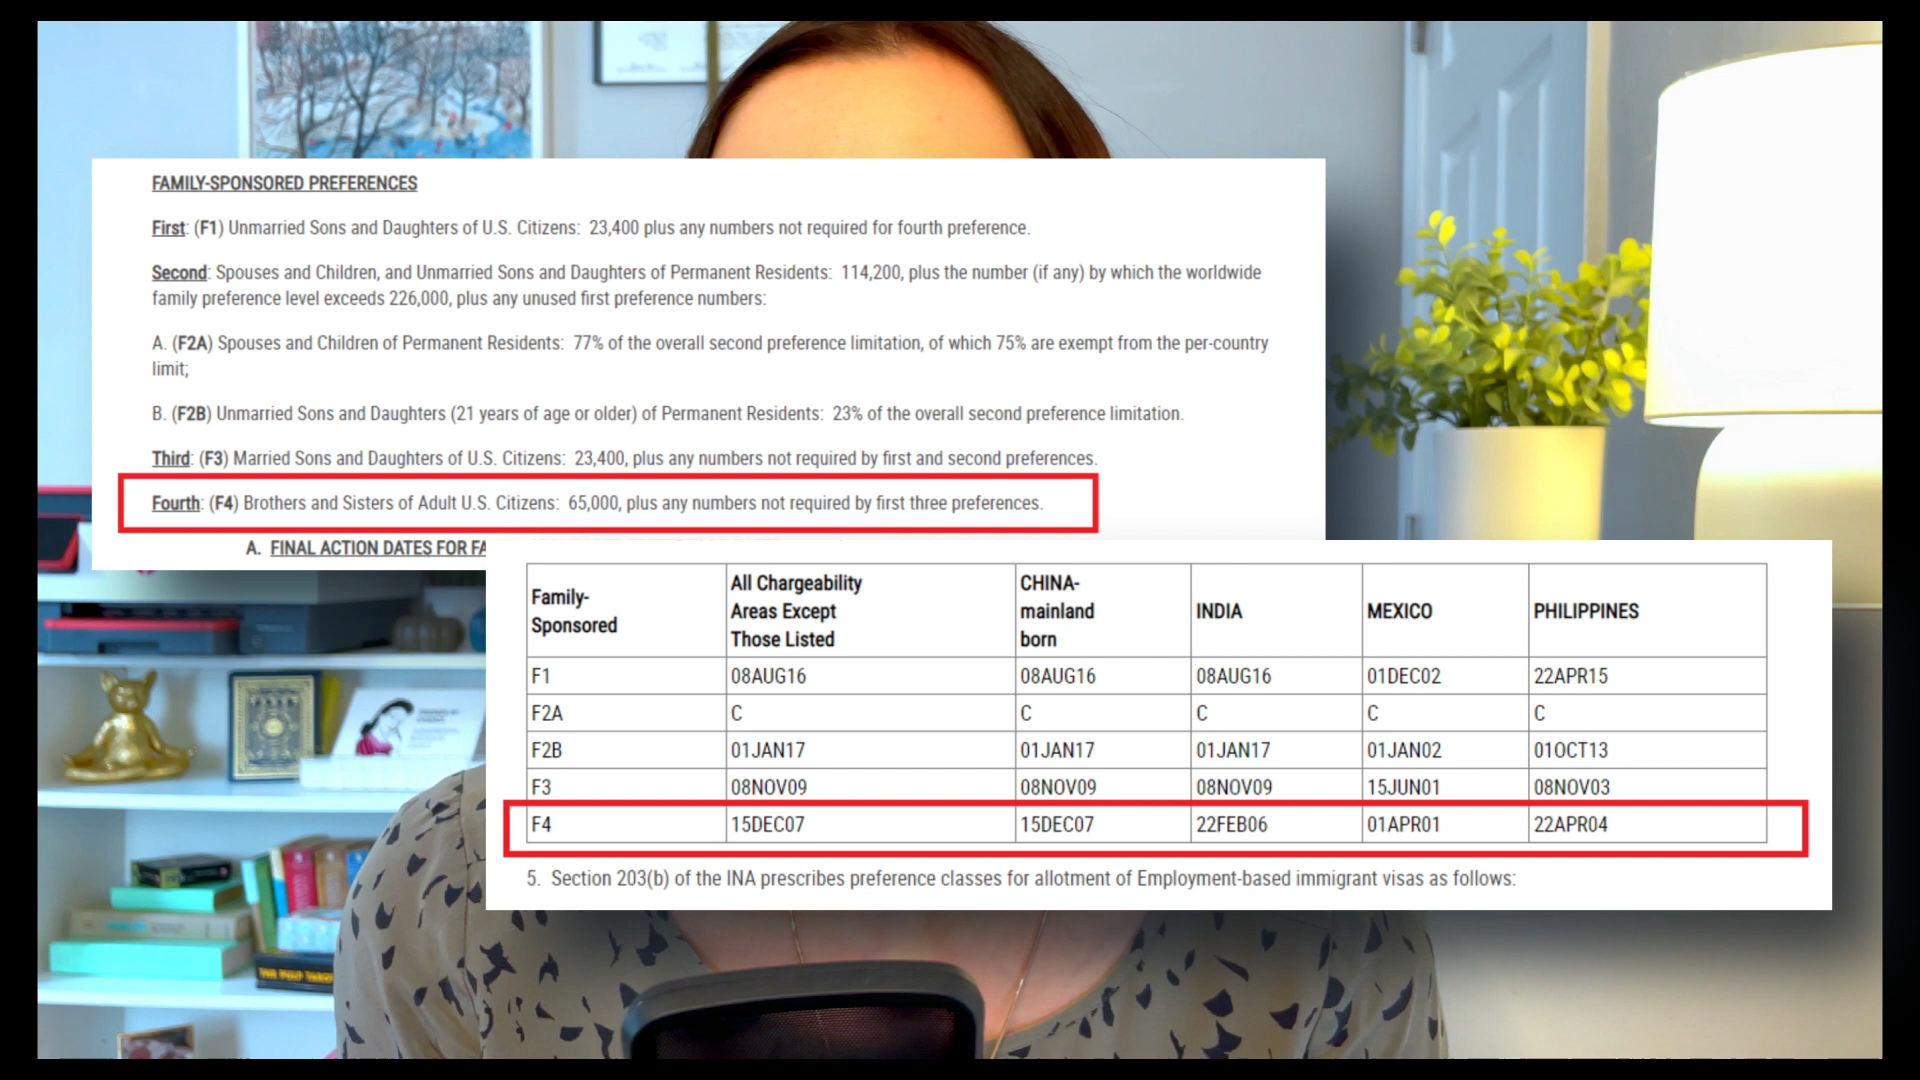 FAMILY-SPONSORED PREFERENCES
First: (F1) Unmarried Sons and Daughters of U.S. Citizens: 23,400 plus any numbers not required for fourth preference.
Second: Spouses and Children, and Unmarried Sons and Daughters of Permanent Residents: 114,200, plus the number (if any) by which the worldwide
family preference level exceeds 226,000, plus any unused first preference numbers:
A. (F2A) Spouses and Children of Permanent Residents: 77% of the overall second preference limitation, of which 75% are exempt from the per-country
limit;
B. (F2B) Unmarried Sons and Daughters (21 years of age or older) of Permanent Residents: 23% of the overall second preference limitation.
Third: (F3) Married Sons and Daughters of U.S. Citizens: 23,400, plus any numbers not required by first and second preferences.
Fourth: (F4) Brothers and Sisters of Adult U.S. Citizens: 65,000, plus any numbers not required by first three preferences.
A. FINAL ACTION DATES FOR FA
Family-Sponsored All Chargeability Areas Except Those Listed CHINA-mainland born INDIA MEXICO PHILIPPINES
F1 08AUG16 08AUG16 08AUG16 01DEC02 22APR15
F2A C C C C C
F2B 01JAN17 01JAN17 01JAN17 01JAN02 01OCT13
F3 08NOV09 08NOV09 08NOV09 15JUN01 08NOV03
F4 15DEC07 15DEC07 22FEB06 01APR01 22APR04
5. Section 203(b) of the INA prescribes preference classes for allotment of Employment-based immigrant visas as follows: